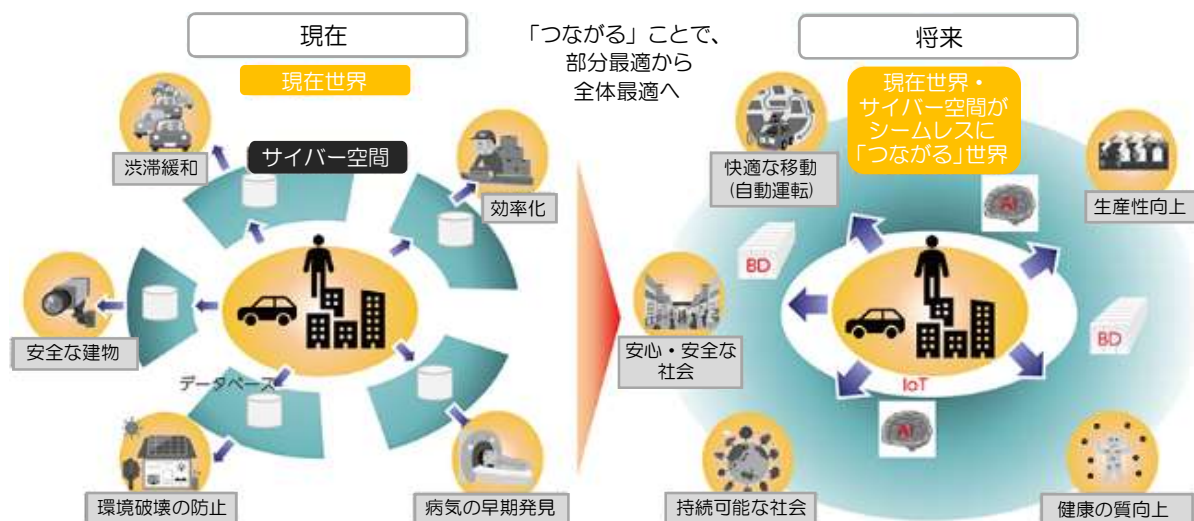 現在
現在世界
サイバー空間
渋滞緩和
効率化
安全な建物
データベース
環境破壊の防止
病気の早期発見
「つながる」ことで、
部分最適から
全体最適へ
将来
現在世界・
サイバー空間が
シームレスに
「つながる」世界
快適な移動
(自動運転)
AI
生産性向上
BD
安心・安全な
社会
BD
IoT
AI
持続可能な社会
健康の質向上